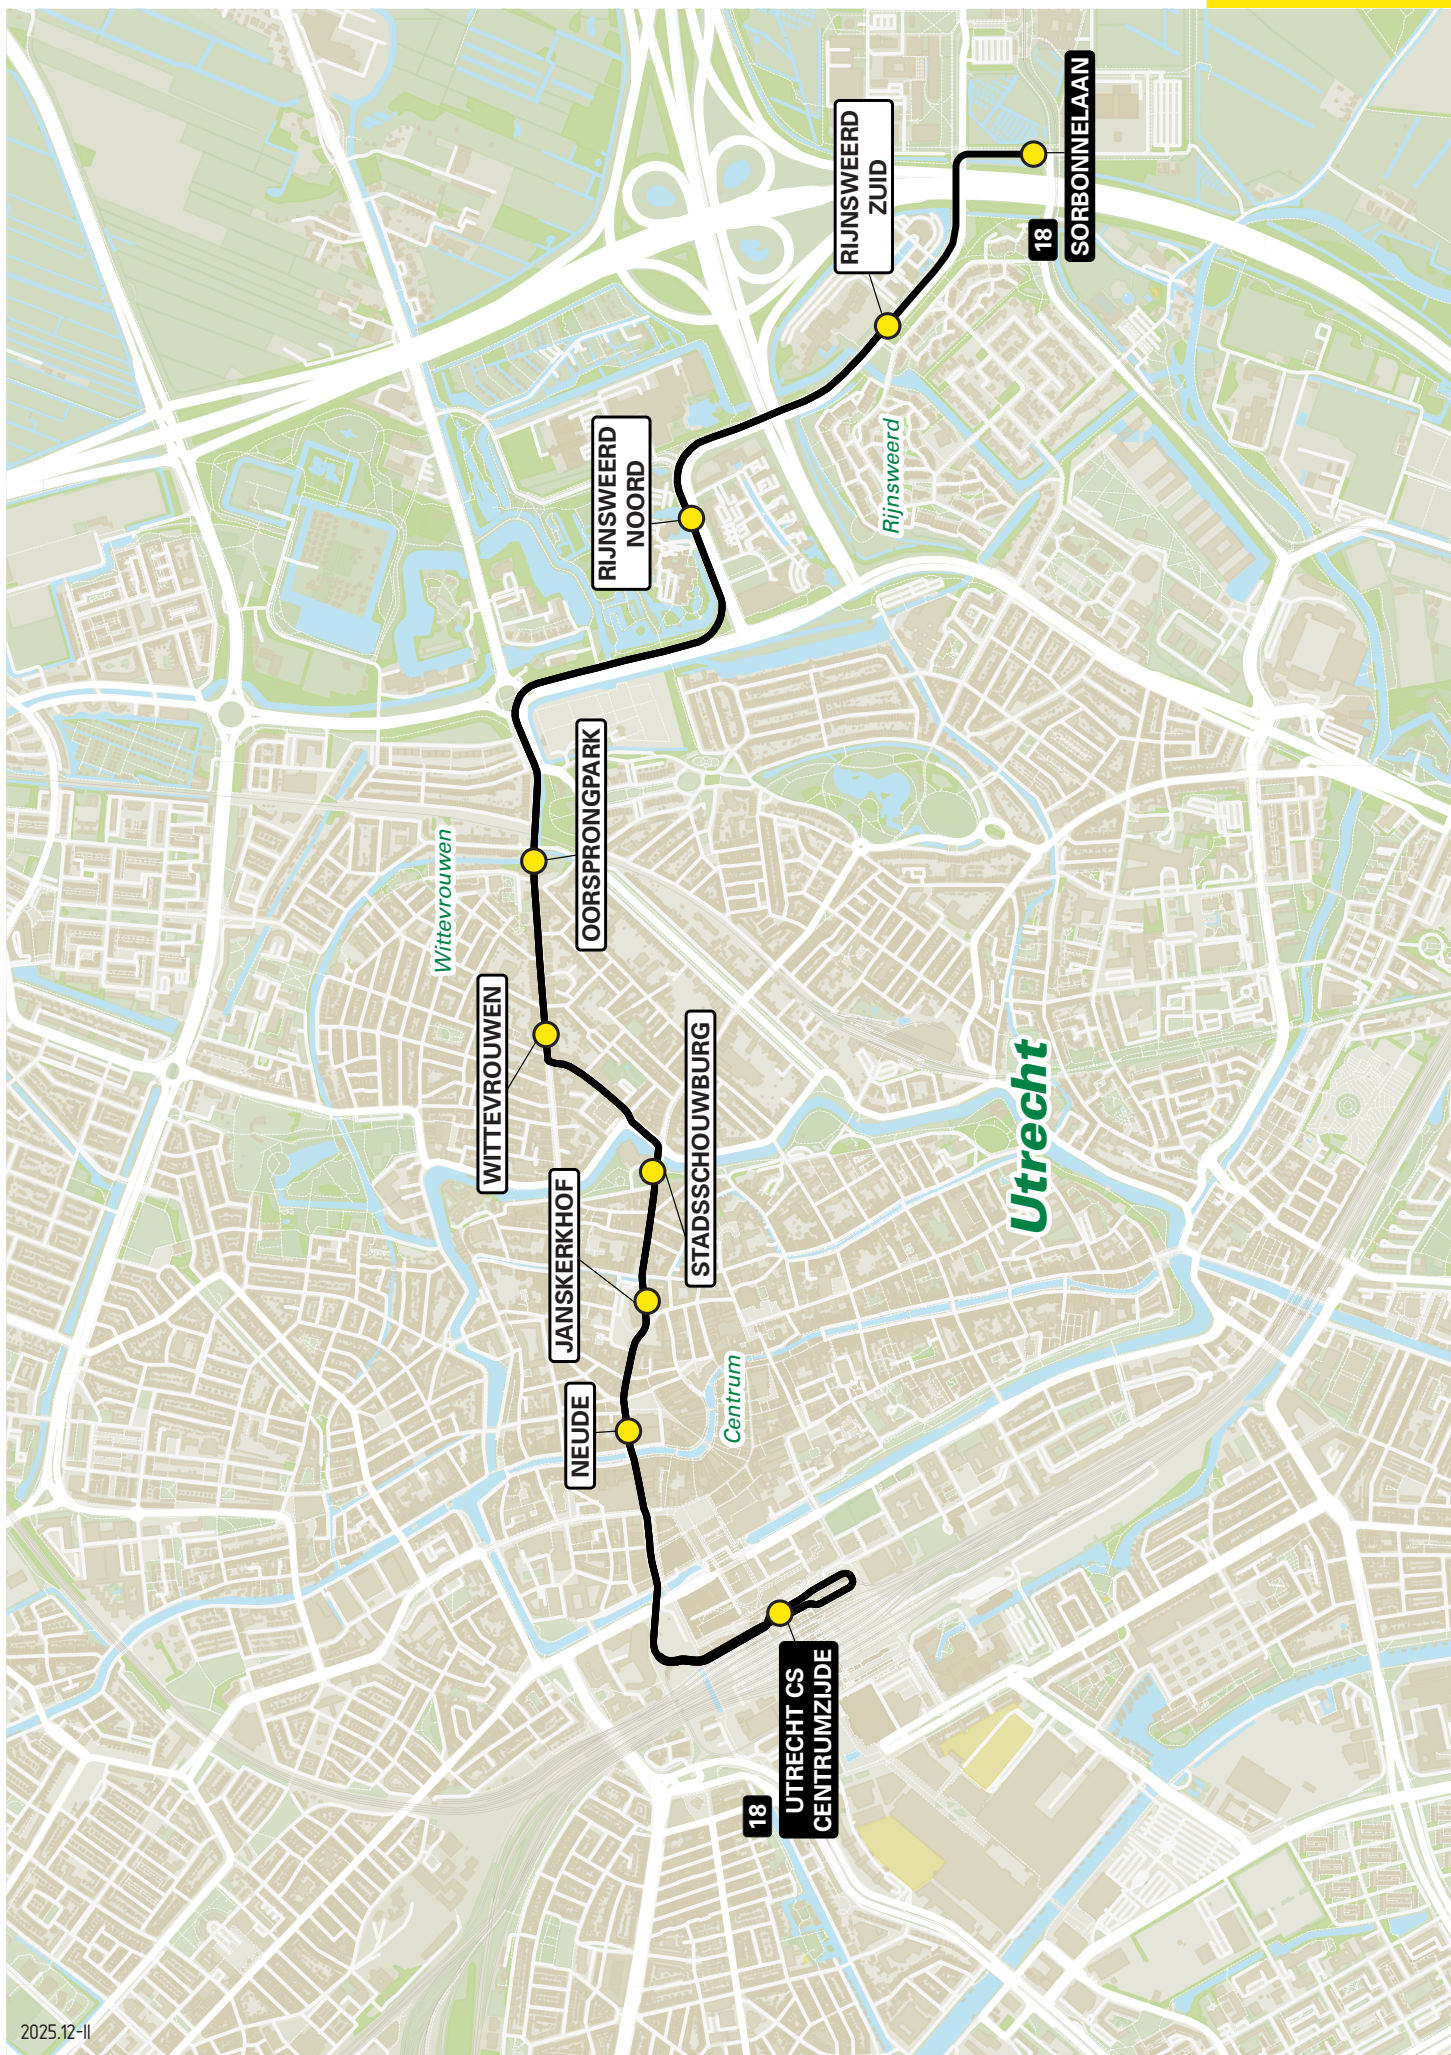 18
UTRECHT CS
CENTRUMZIJDE
NEUDE
JANSKERKHOF
STADSSCHOUWBURG
WITTEVROUWEN
OORSPRONGPARK
RIJNSWEERD
NOORD
RIJNSWEERD
ZUID
18
SORBONNELAAN
Wittevrouwen
Centrum
Rijnsweerd
Utrecht
2025.12-II